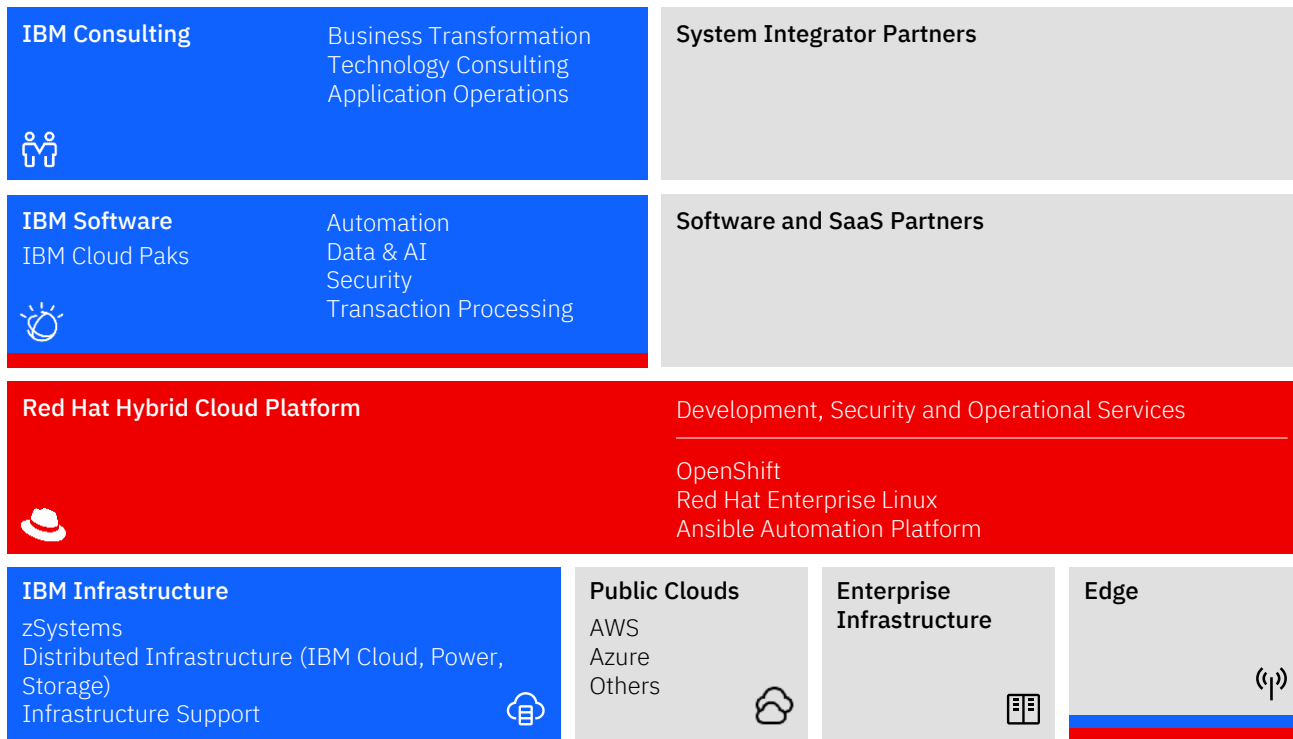 IBM Consulting
Business Transformation
Technology Consulting
Application Operations
System Integrator Partners
IBM Software
IBM Cloud Paks
Automation
Data & AI
Security
Transaction Processing
Software and SaaS Partners
Red Hat Hybrid Cloud Platform
Development, Security and Operational Services
OpenShift
Red Hat Enterprise Linux
Ansible Automation Platform
IBM Infrastructure
zSystems
Distributed Infrastructure (IBM Cloud, Power,
Storage)
Infrastructure Support
Public Clouds
AWS
Azure
Others
Enterprise
Infrastructure
Edge